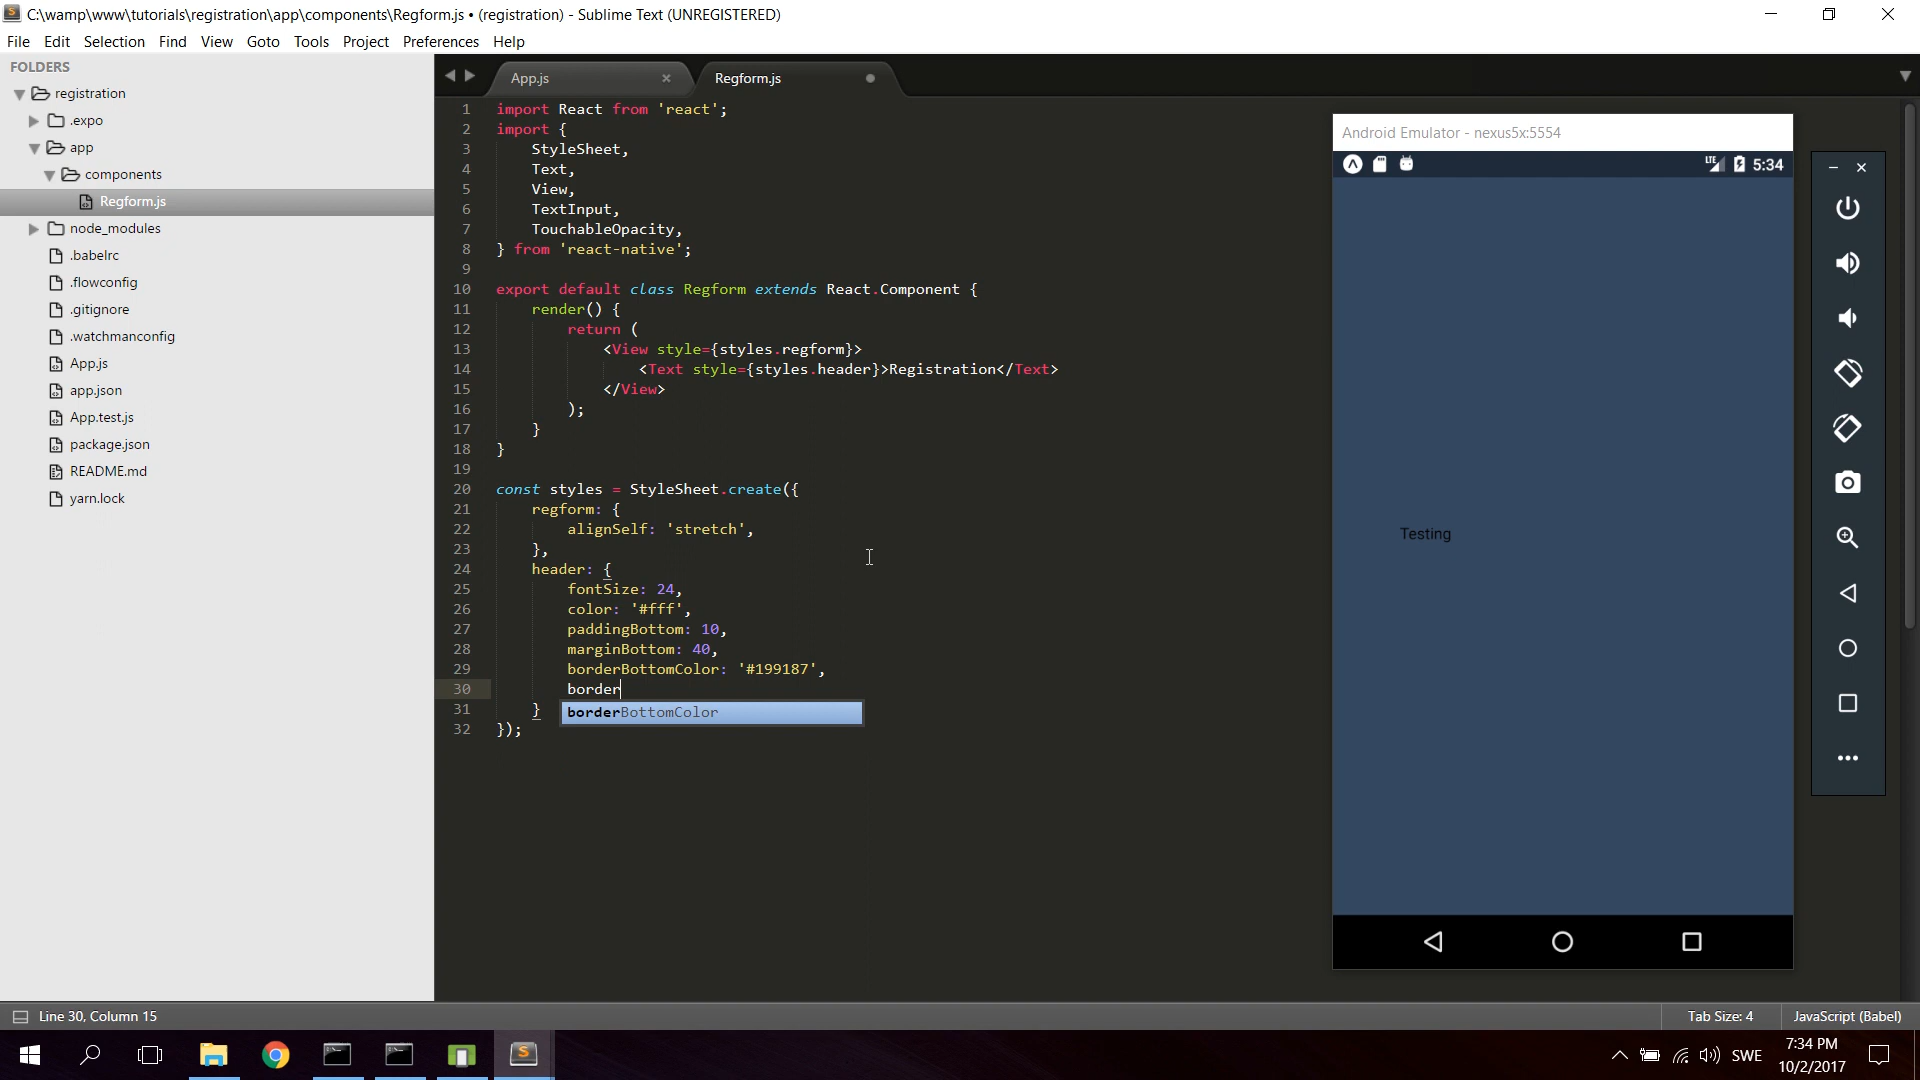 C:\wamp\www\tutorials\registration\app\components\Regform.js • (registration) - Sublime Text (UNREGISTERED)
File Edit Selection Find View Goto Tools Project Preferences Help
FOLDERS
registration
.expo
app
components
Regform.js
node_modules
.babelrc
.flowconfig
.gitignore
.watchmanconfig
App.js
app.json
App.test.js
package.json
README.md
yarn.lock
App.js
Regform.js
1 import React from 'react';
2 import {
3 StyleSheet,
4 Text,
5 View,
6 TextInput,
7 TouchableOpacity,
8 } from 'react-native';
9
10 export default class Regform extends React.Component {
11 render() {
12 return (
13 <View style={styles.regform}>
14 <Text style={styles.header}>Registration</Text>
15 </View>
16 );
17 }
18 }
19
20 const styles = StyleSheet.create({
21 regform: {
22 alignSelf: 'stretch',
23 },
24 header: {
25 fontSize: 24,
26 color: '#fff',
27 paddingBottom: 10,
28 marginBottom: 40,
29 borderBottomColor: '#199187',
30 border
31 }
borderBottomColor
32 });
Android Emulator - nexus5x:5554
LTE 5:34
Testing
Line 30, Column 15
Tab Size: 4
JavaScript (Babel)
SWE
7:34 PM
10/2/2017